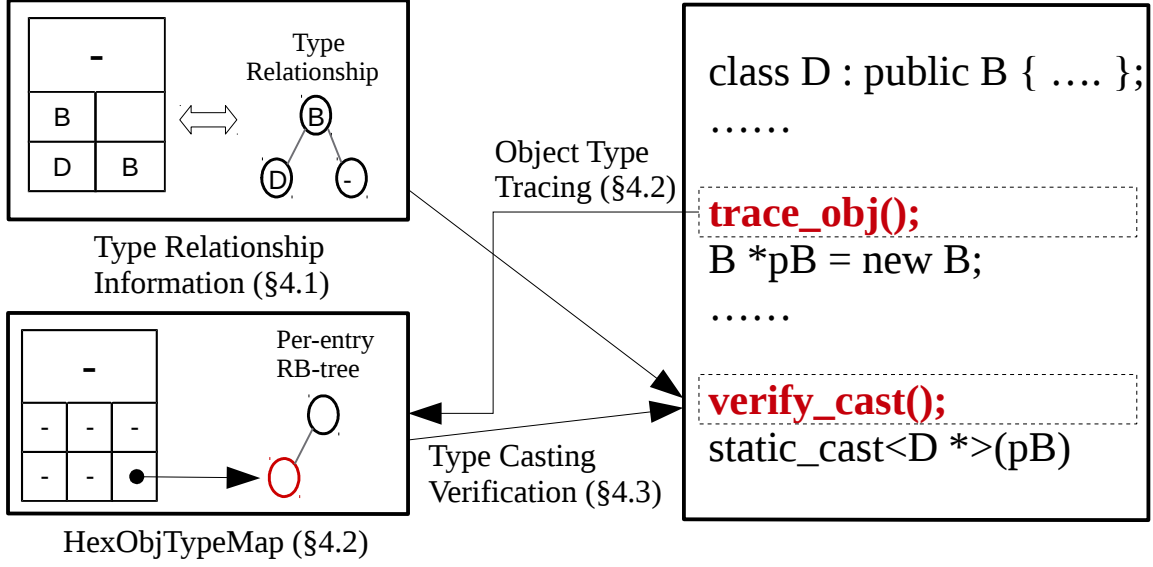 -
Type
Relationship
B
B
D
B
D
-
Type Relationship
Information (§4.1)
-
Per-entry
RB-tree
- - -
- -
HexObjTypeMap (§4.2)
Object Type
Tracing (§4.2)
Type Casting
Verification (§4.3)
class D : public B { .... };
......
trace_obj();
B *pB = new B;
......
verify_cast();
static_cast<D *>(pB)